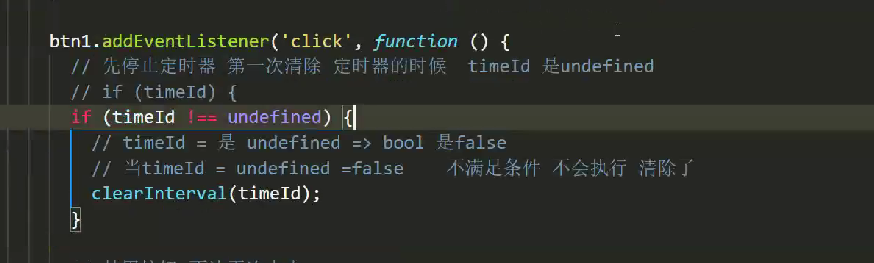 btn1.addEventListener('click', function () {
// 先停止定时器 第一次清除 定时器的时候 timeId 是undefined
// if (timeId) {
if (timeId !== undefined) {
// timeId = 是 undefined => bool 是false
// 当timeId = undefined =false 不满足条件 不会执行 清除了
clearInterval(timeId);
}